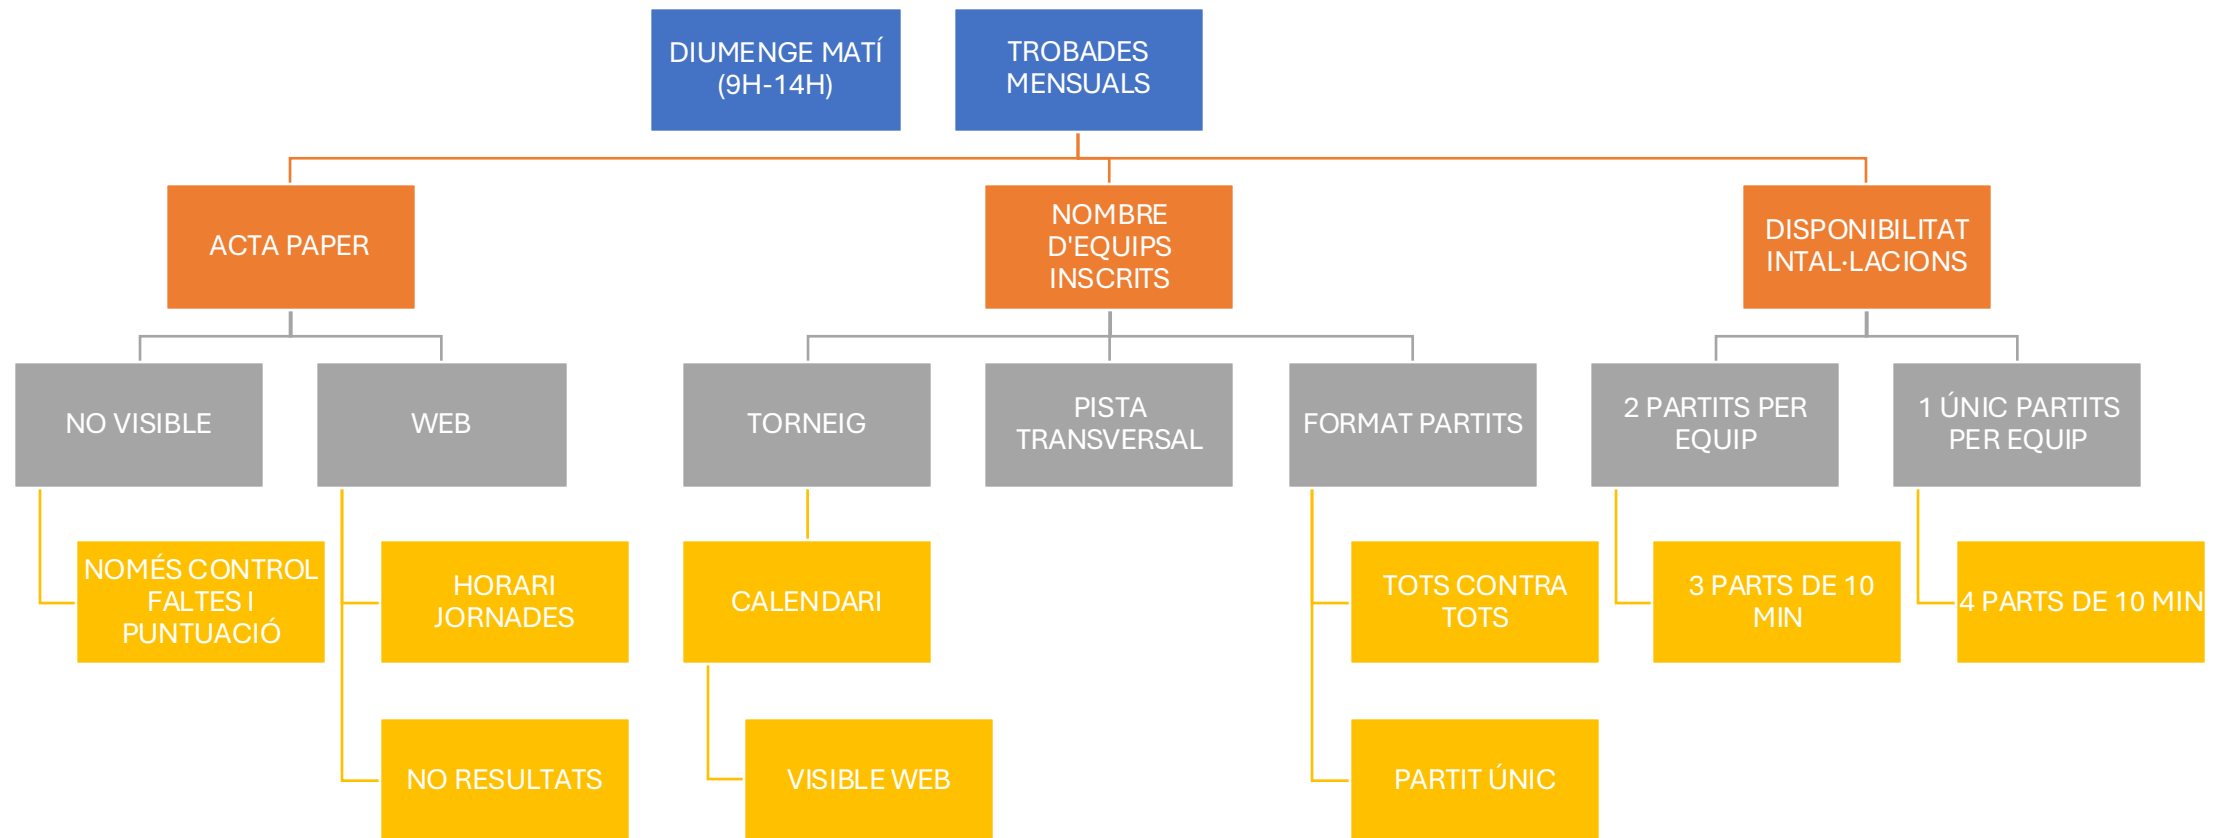 DIUMENGE MATÍ
(9H-14H)
TROBADES
MENSUALS
ACTA PAPER
NOMBRE
D'EQUIPS
INSCRITS
DISPONIBILITAT
INTAL·LACIONS
NO VISIBLE
WEB
TORNEIG
PISTA
TRANSVERSAL
FORMAT PARTITS
2 PARTITS PER
EQUIP
1 ÚNIC PARTITS
PER EQUIP
NOMÉS CONTROL
FALTES I
PUNTUACIÓ
HORARI
JORNADES
CALENDARI
TOTS CONTRA
TOTS
3 PARTS DE 10
MIN
4 PARTS DE 10 MIN
NO RESULTATS
VISIBLE WEB
PARTIT ÚNIC